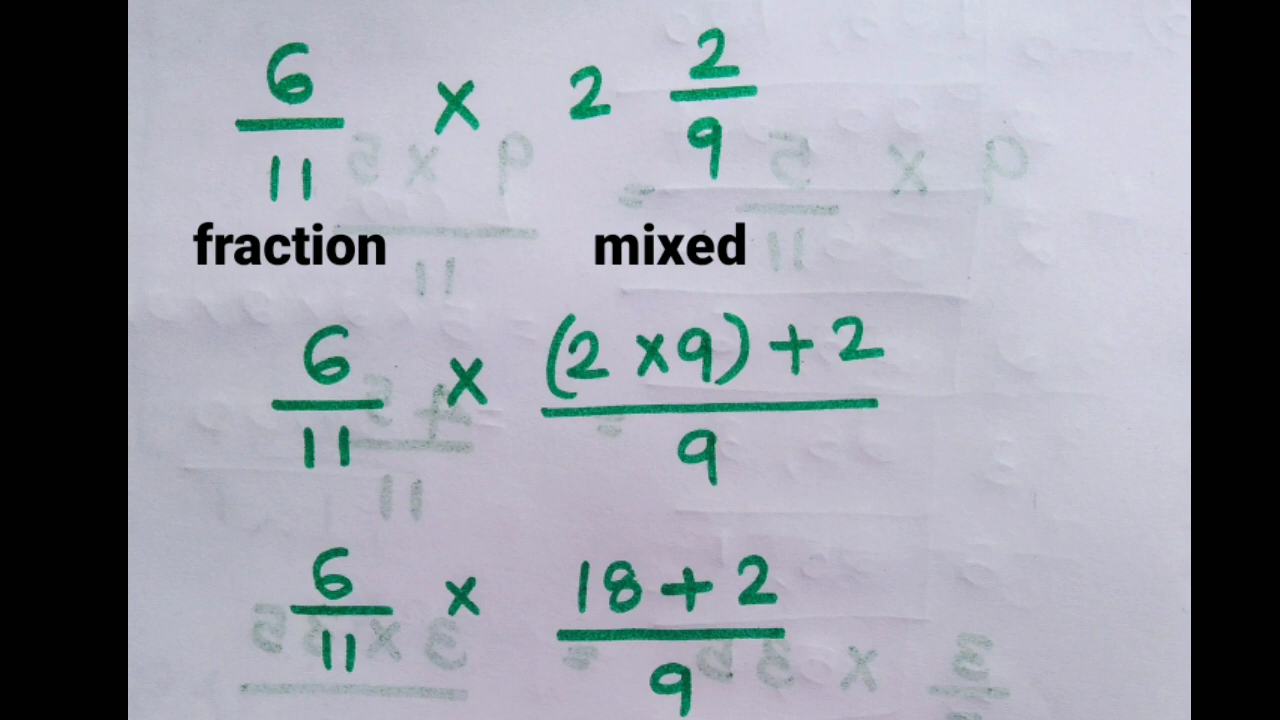 6/11 × 2 2/9
fraction mixed
6/11 × (2 × 9) + 2/9
6/11 × 18 + 2/9